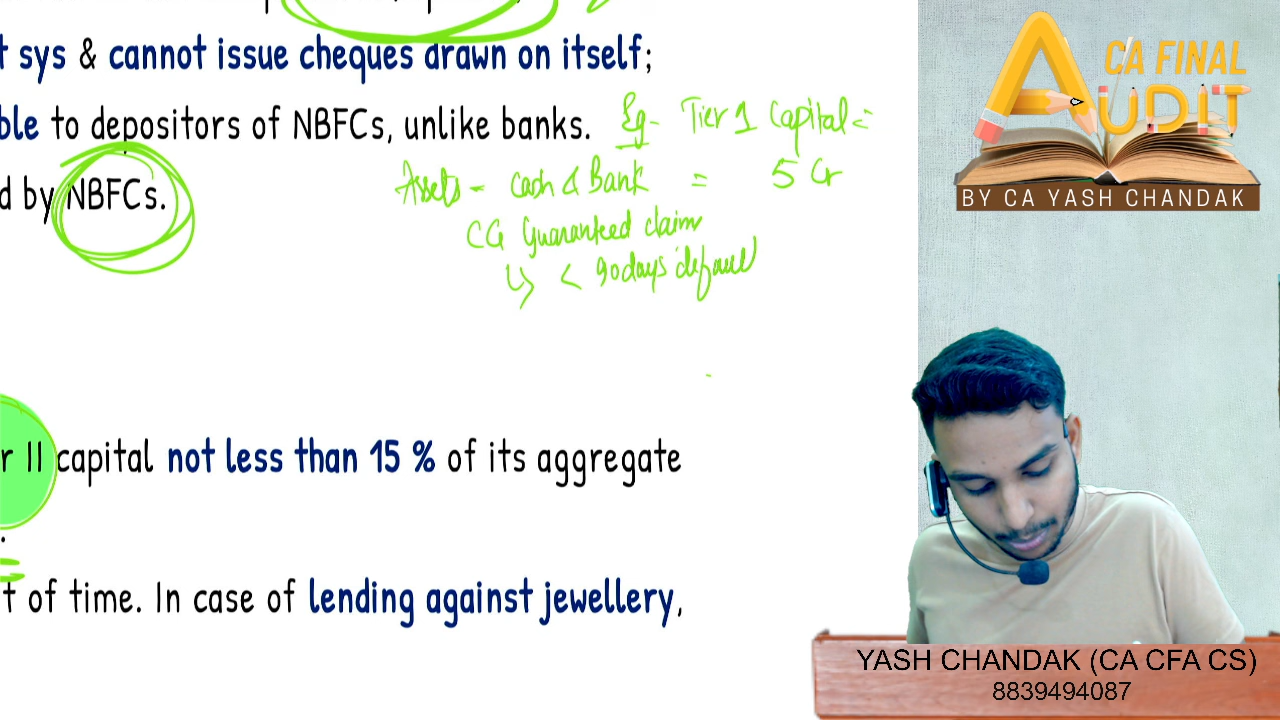 t sys & cannot issue cheques drawn on itself;
ble to depositors of NBFCs, unlike banks.
d by NBFCs.
Eg- Tier 1 Capital =
Assets - Cash & Bank = 5 Cr
CG Guaranteed claim
< 90days default
r II capital not less than 15 % of its aggregate
.
t of time. In case of lending against jewellery,
CA FINAL
AUDIT
BY CA YASH CHANDAK
YASH CHANDAK (CA CFA CS)
8839494087